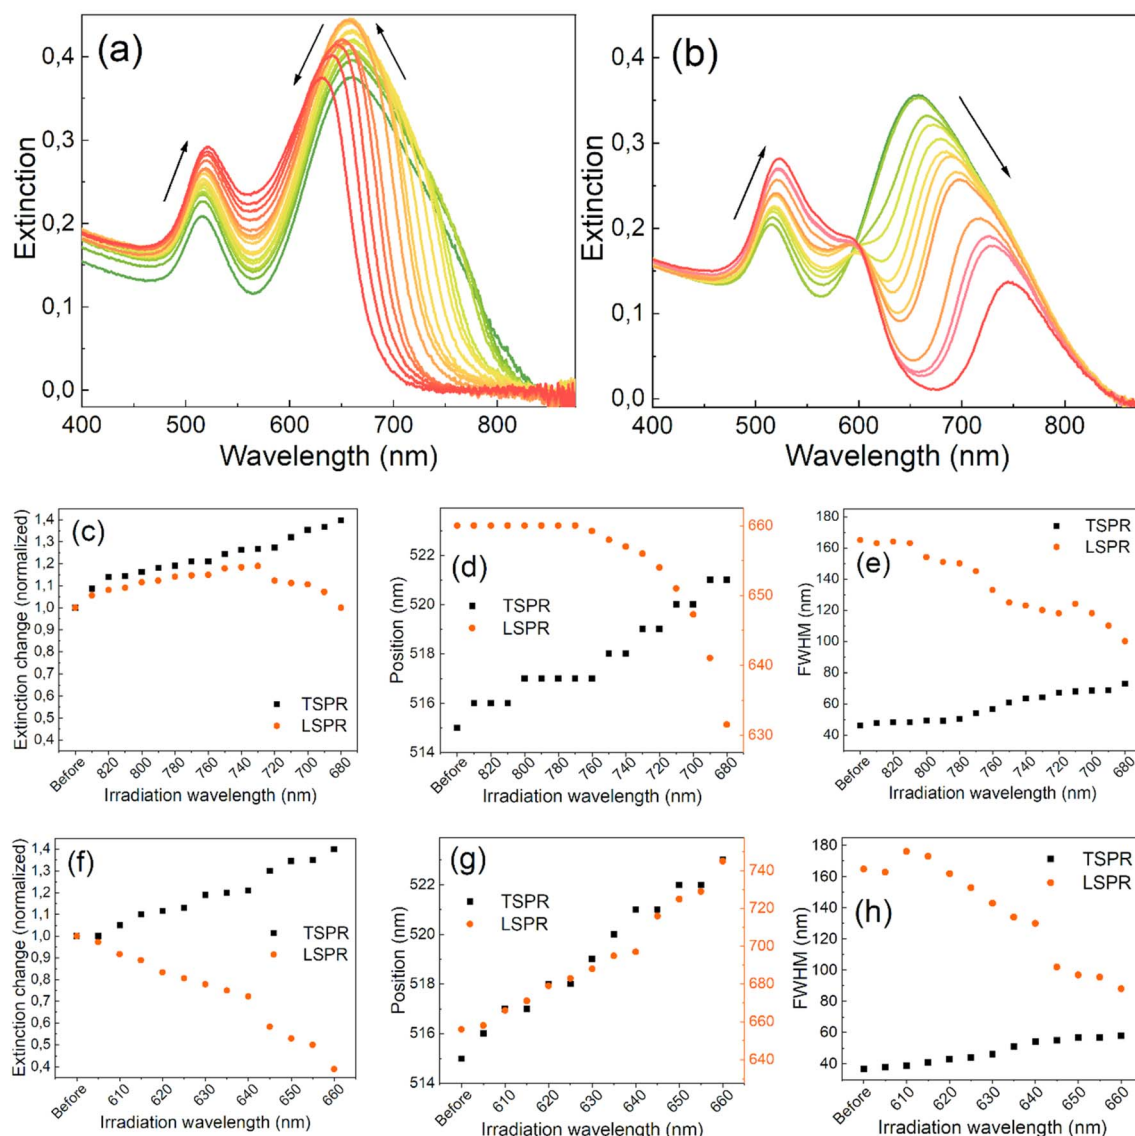 (a)
Extinction
0,4
0,3
0,2
0,1
0,0
400 500 600 700 800
Wavelength (nm)
(b)
Extinction
0,4
0,3
0,2
0,1
0,0
400 500 600 700 800
Wavelength (nm)
(c)
Extinction change (normalized)
1,4
1,3
1,2
1,1
1,0
0,9
0,8
0,7
0,6
0,5
0,4
TSPR
LSPR
Before 820 800 780 760 740 720 700 680
Irradiation wavelength (nm)
(d)
Position (nm)
522
520
518
516
514
TSPR
LSPR
660
650
640
630
Before 820 800 780 760 740 720 700 680
Irradiation wavelength (nm)
(e)
FWHM (nm)
180
160
140
120
100
80
60
40
TSPR
LSPR
Before 820 800 780 760 740 720 700 680
Irradiation wavelength (nm)
(f)
Extinction change (normalized)
1,4
1,3
1,2
1,1
1,0
0,9
0,8
0,7
0,6
0,5
0,4
TSPR
LSPR
Before 610 620 630 640 650 660
Irradiation wavelength (nm)
(g)
Position (nm)
522
520
518
516
514
TSPR
LSPR
740
720
700
680
660
640
Before 610 620 630 640 650 660
Irradiation wavelength (nm)
(h)
FWHM (nm)
180
160
140
120
100
80
60
40
TSPR
LSPR
Before 610 620 630 640 650 660
Irradiation wavelength (nm)